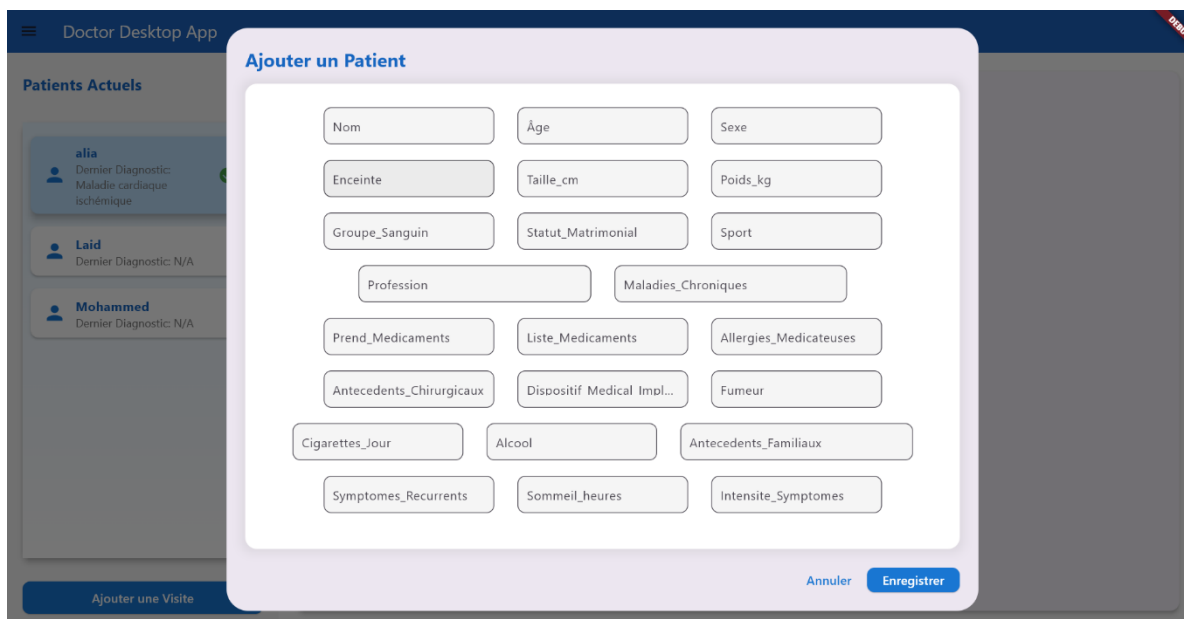 Doctor Desktop App
Patients Actuels
alia
Dernier Diagnostic:
Maladie cardiaque
ischémique
Laid
Dernier Diagnostic: N/A
Mohammed
Dernier Diagnostic: N/A
Ajouter une Visite
Ajouter un Patient
Nom Âge Sexe
Enceinte Taille_cm Poids_kg
Groupe_Sanguin Statut_Matrimonial Sport
Profession Maladies_Chroniques
Prend_Medicaments Liste_Medicaments Allergies_Medicateuses
Antecedents_Chirurgicaux Dispositif_Medical_Impl... Fumeur
Cigarettes_Jour Alcool Antecedents_Familiaux
Symptomes_Recurrents Sommeil_heures Intensite_Symptomes
Annuler Enregistrer